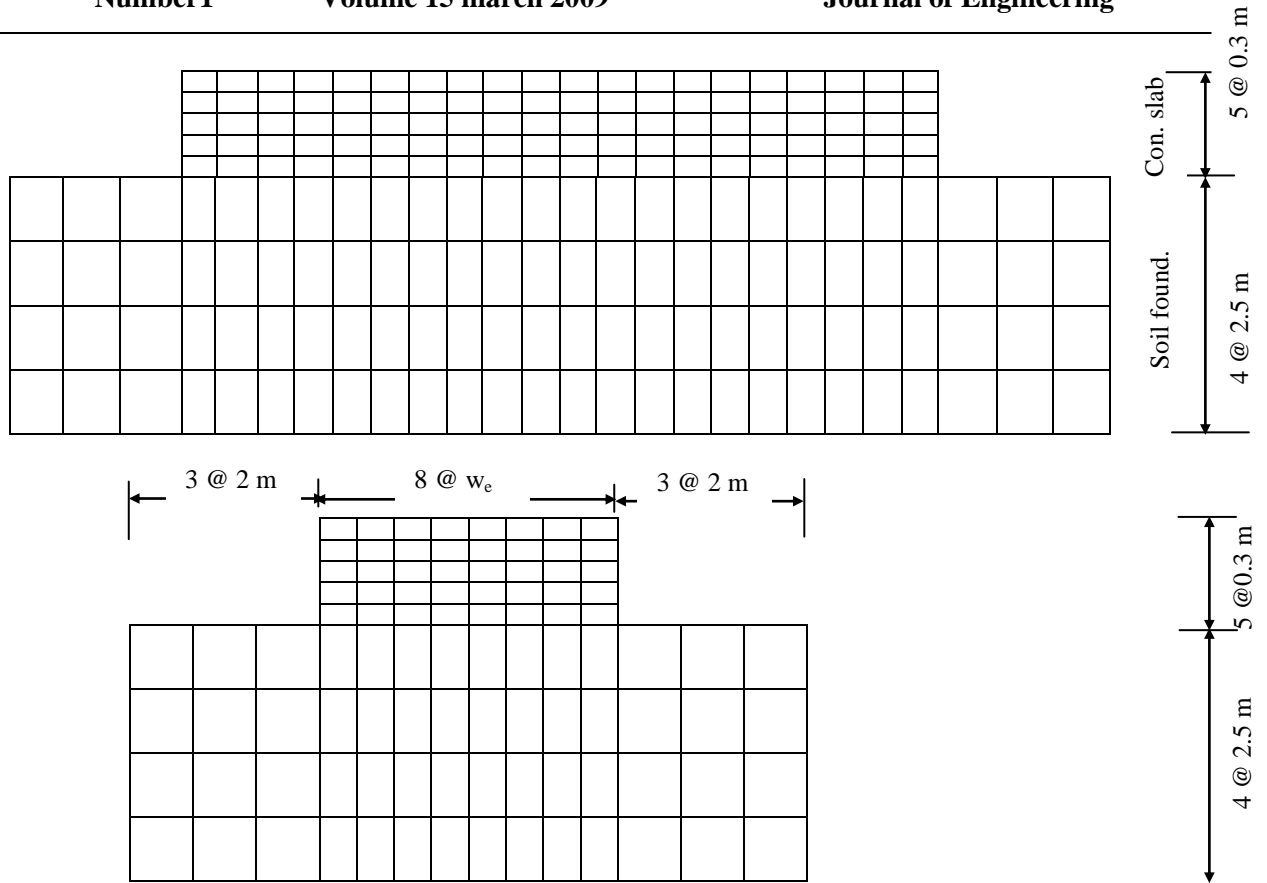 Number1 Volume 15 march 2009 Journal of Engineering
5 @ 0.3 m
Con. slab
Soil found.
4 @ 2.5 m
3 @ 2 m 8 @ we 3 @ 2 m
5 @0.3 m
4 @ 2.5 m